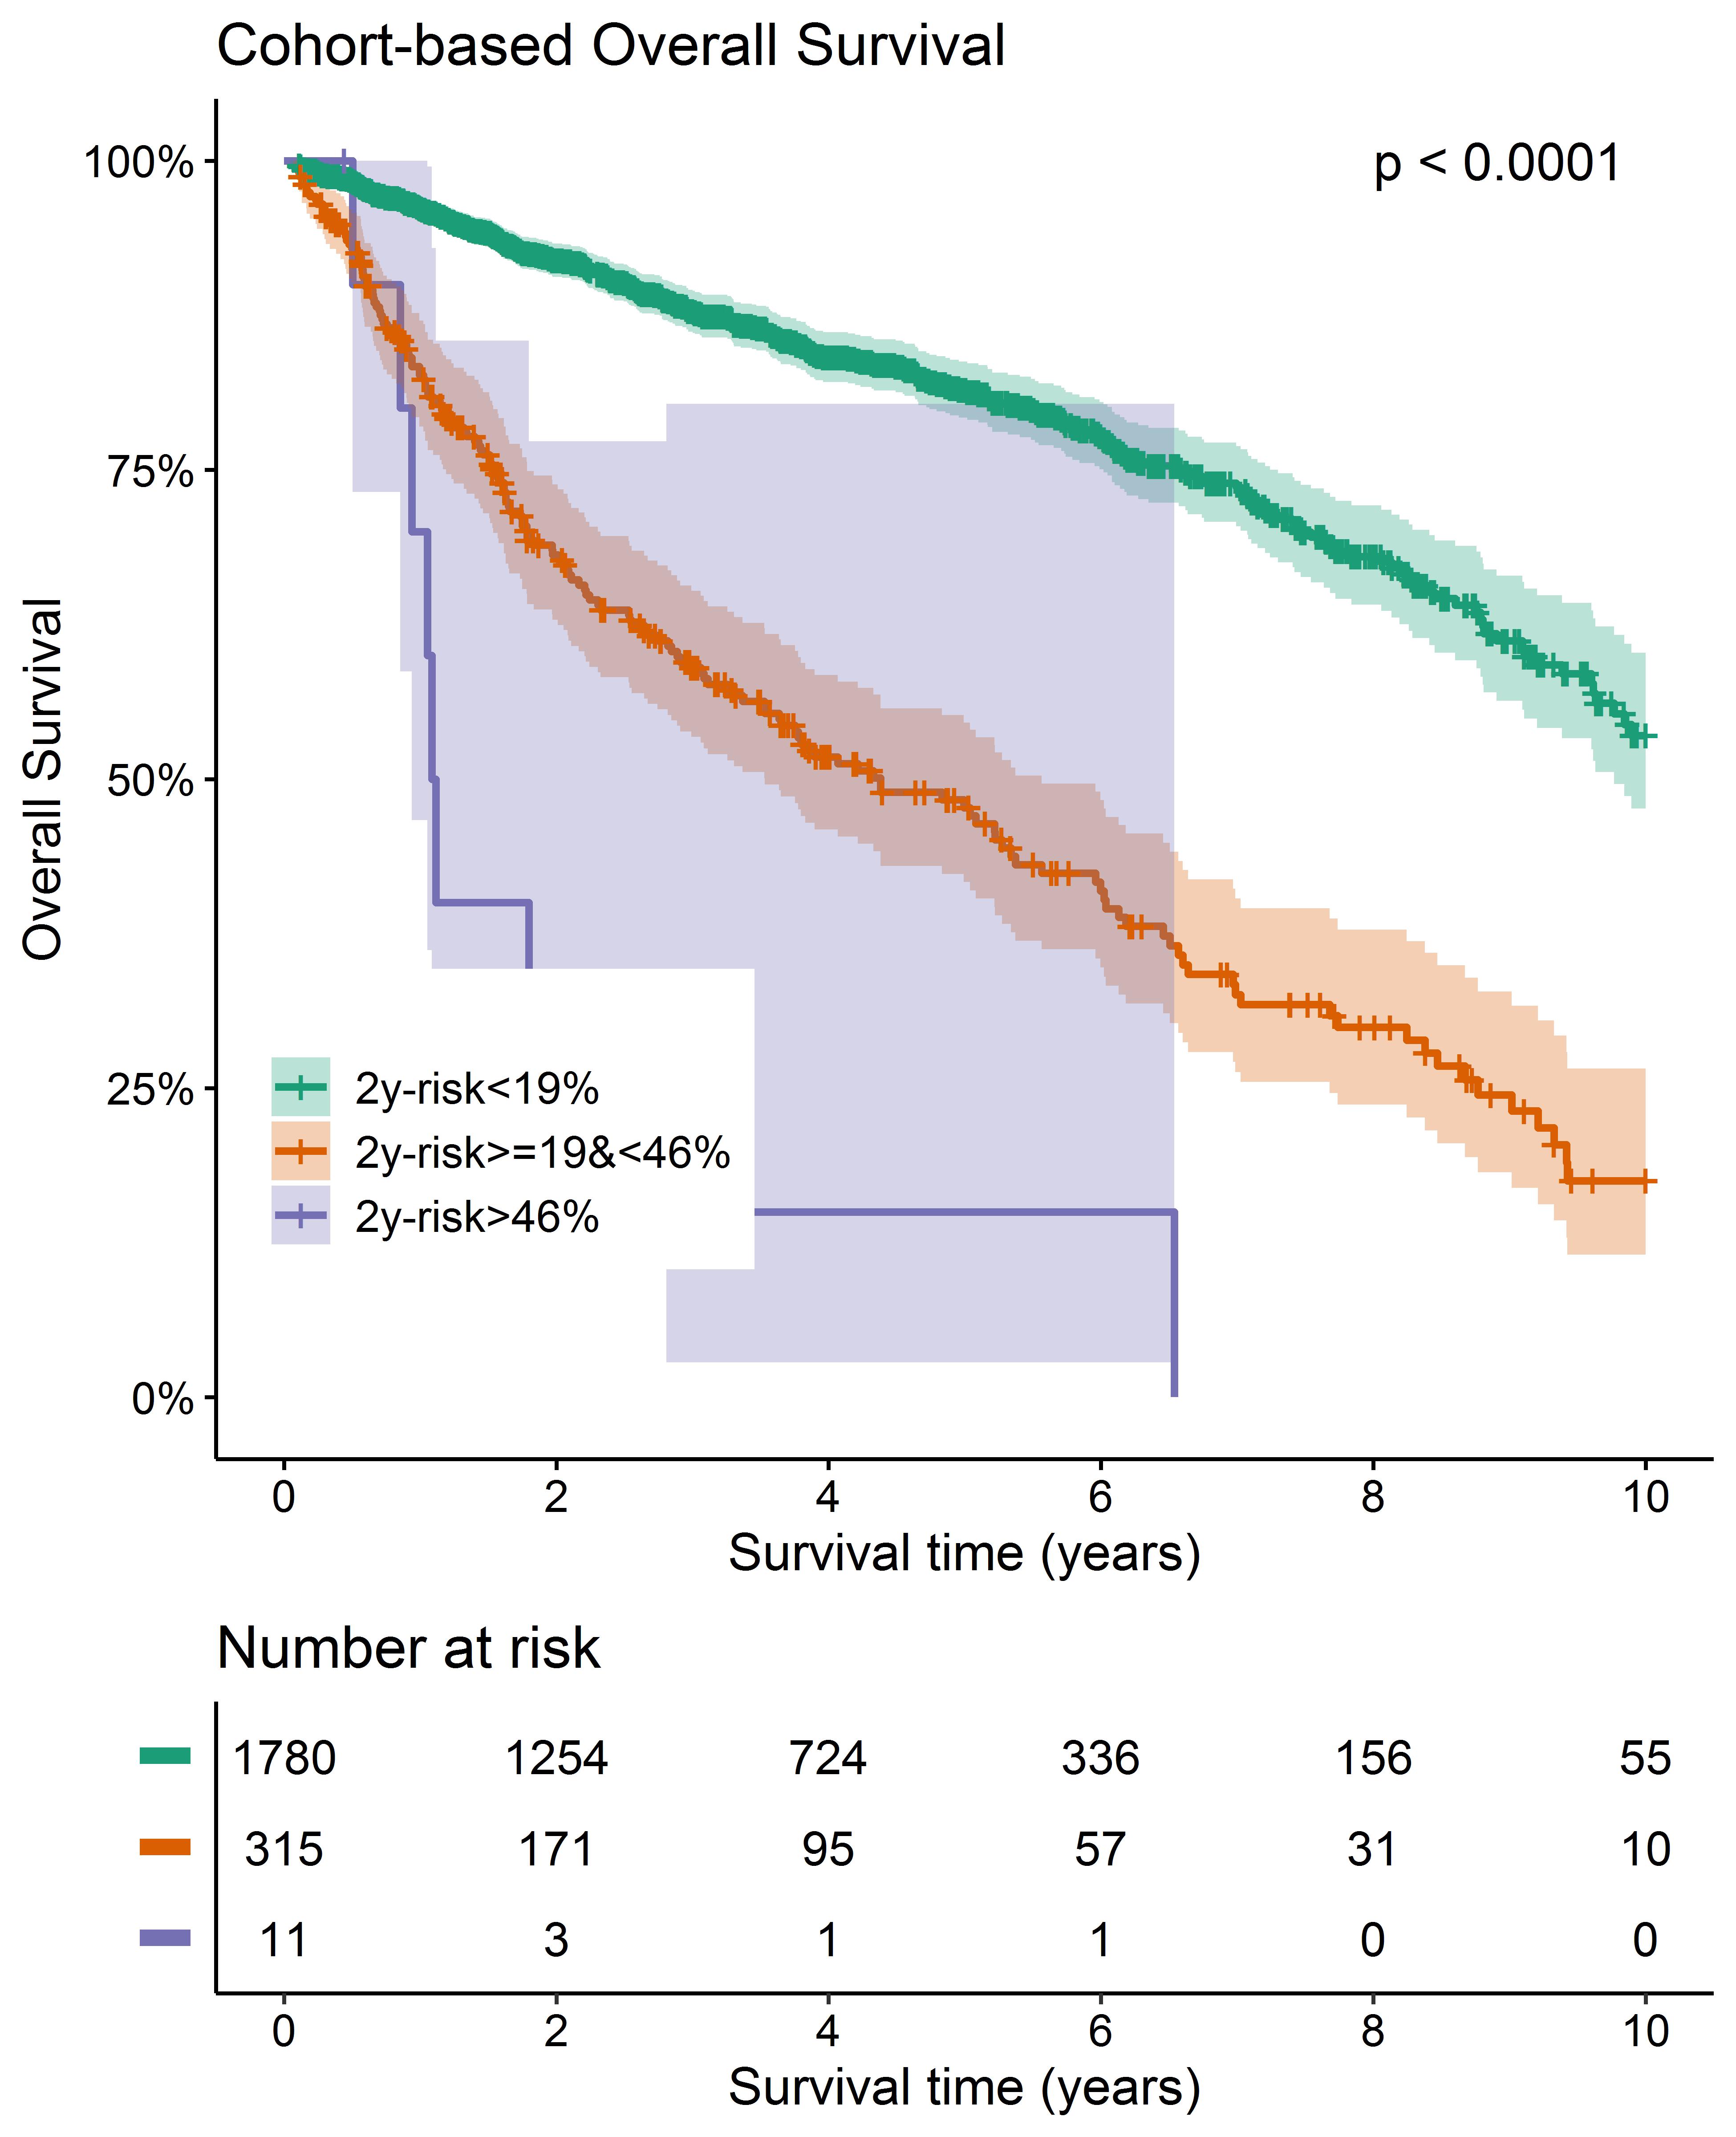 Cohort-based Overall Survival
p < 0.0001
100%
75%
50%
25%
0%
Overall Survival
2y-risk<19%
2y-risk>=19&<46%
2y-risk>46%
0 2 4 6 8 10
Survival time (years)
Number at risk
1780 1254 724 336 156 55
315 171 95 57 31 10
11 3 1 1 0 0
0 2 4 6 8 10
Survival time (years)